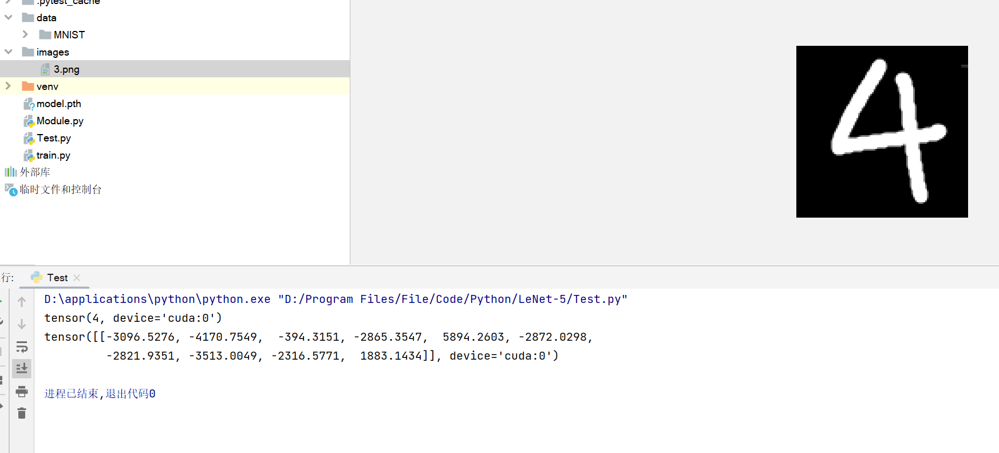 .pytest_cache
data
MNIST
images
3.png
venv
model.pth
Module.py
Test.py
train.py
外部库
临时文件和控制台
4
行:
Test
D:\applications\python\python.exe "D:/Program Files/File/Code/Python/LeNet-5/Test.py"
tensor(4, device='cuda:0')
tensor([[-3096.5276, -4170.7549,  -394.3151, -2865.3547,  5894.2603, -2872.0298,
         -2821.9351, -3513.0049, -2316.5771,  1883.1434]], device='cuda:0')
进程已结束,退出代码0